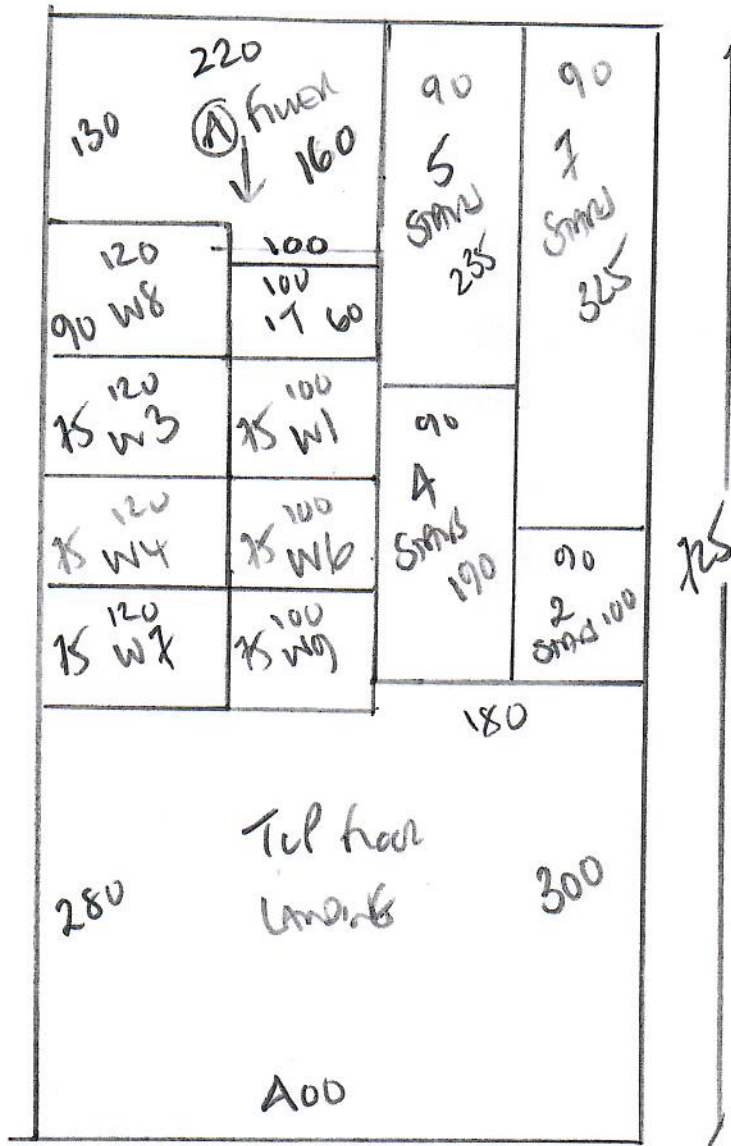 220
130 Ⓐ FILLER
160
90
5
STAIRS
235
90
7
STAIRS
325
120
90 W8
100
100
1T 60
120
75 W3
100
75 W1
90
4
STAIRS
190
120
75 W4
100
75 W6
90
2
STAIRS 100
725
120
75 W7
100
75 W9
180
TOP FLOOR
LANDING
280
300
400